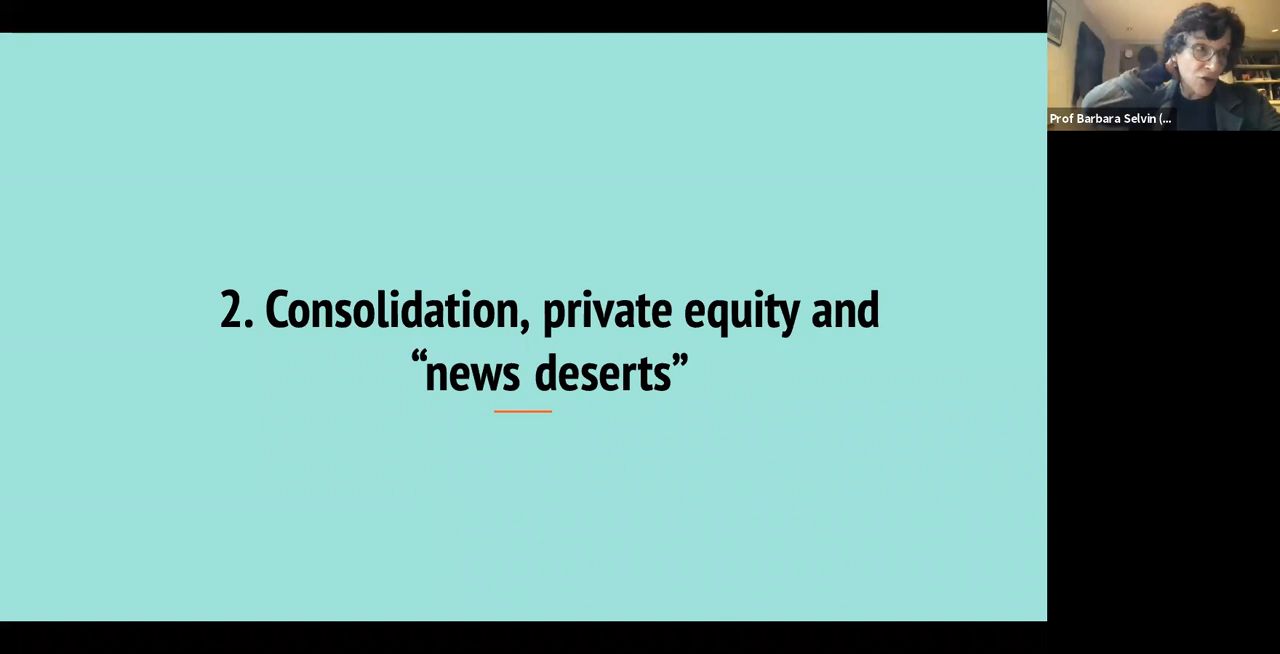 2. Consolidation, private equity and
“news deserts”
Prof Barbara Selvin (...